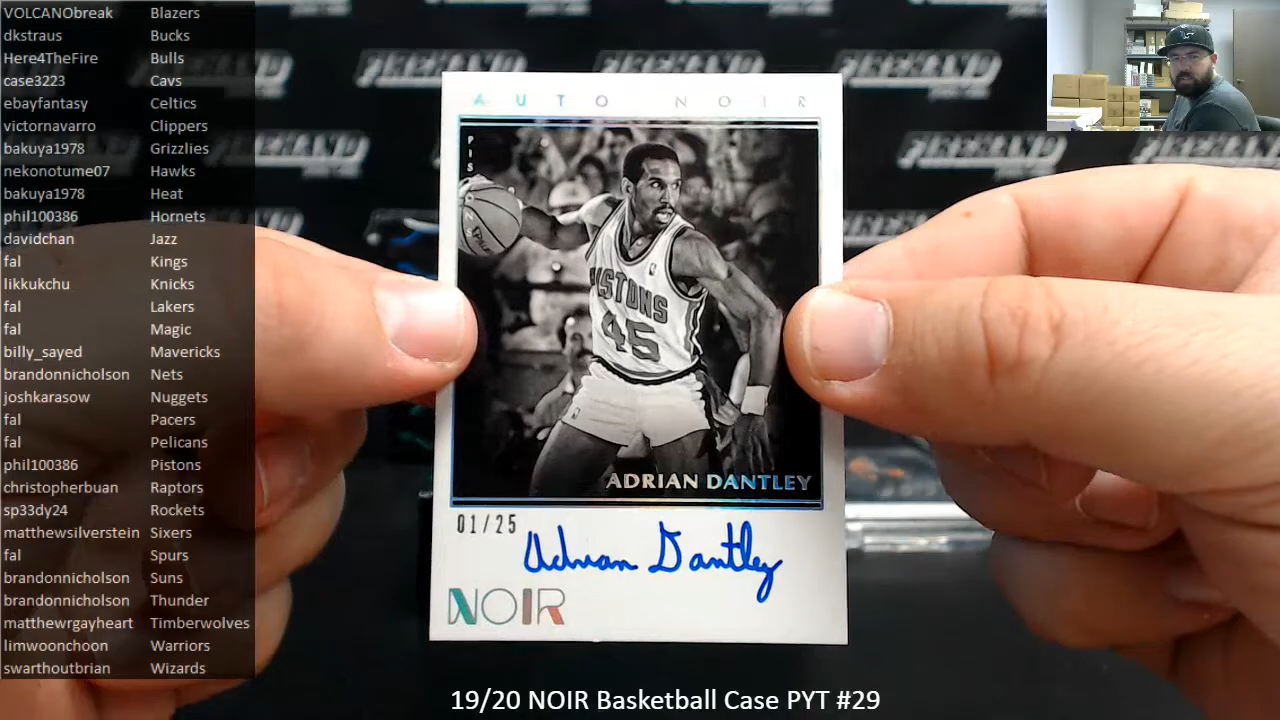 VOLCANObreak Blazers
dkstraus Bucks
Here4TheFire Bulls
case3223 Cavs
ebayfantasy Celtics
victornavarro Clippers
bakuya1978 Grizzlies
nekonotume07 Hawks
bakuya1978 Heat
phil100386 Hornets
davidchan Jazz
fal Kings
likkukchu Knicks
fal Lakers
fal Magic
billy_sayed Mavericks
brandonnicholson Nets
joshkarasow Nuggets
fal Pacers
fal Pelicans
phil100386 Pistons
christopherbuan Raptors
sp33dy24 Rockets
matthewsilverstein Sixers
fal Spurs
brandonnicholson Suns
brandonnicholson Thunder
matthewrgayheart Timberwolves
limwoonchoon Warriors
swarthoutbrian Wizards
AUTO NOIR
PISTONS
45
ADRIAN DANTLEY
01/25
Adrian Dantley
NOIR
19/20 NOIR Basketball Case PYT #29